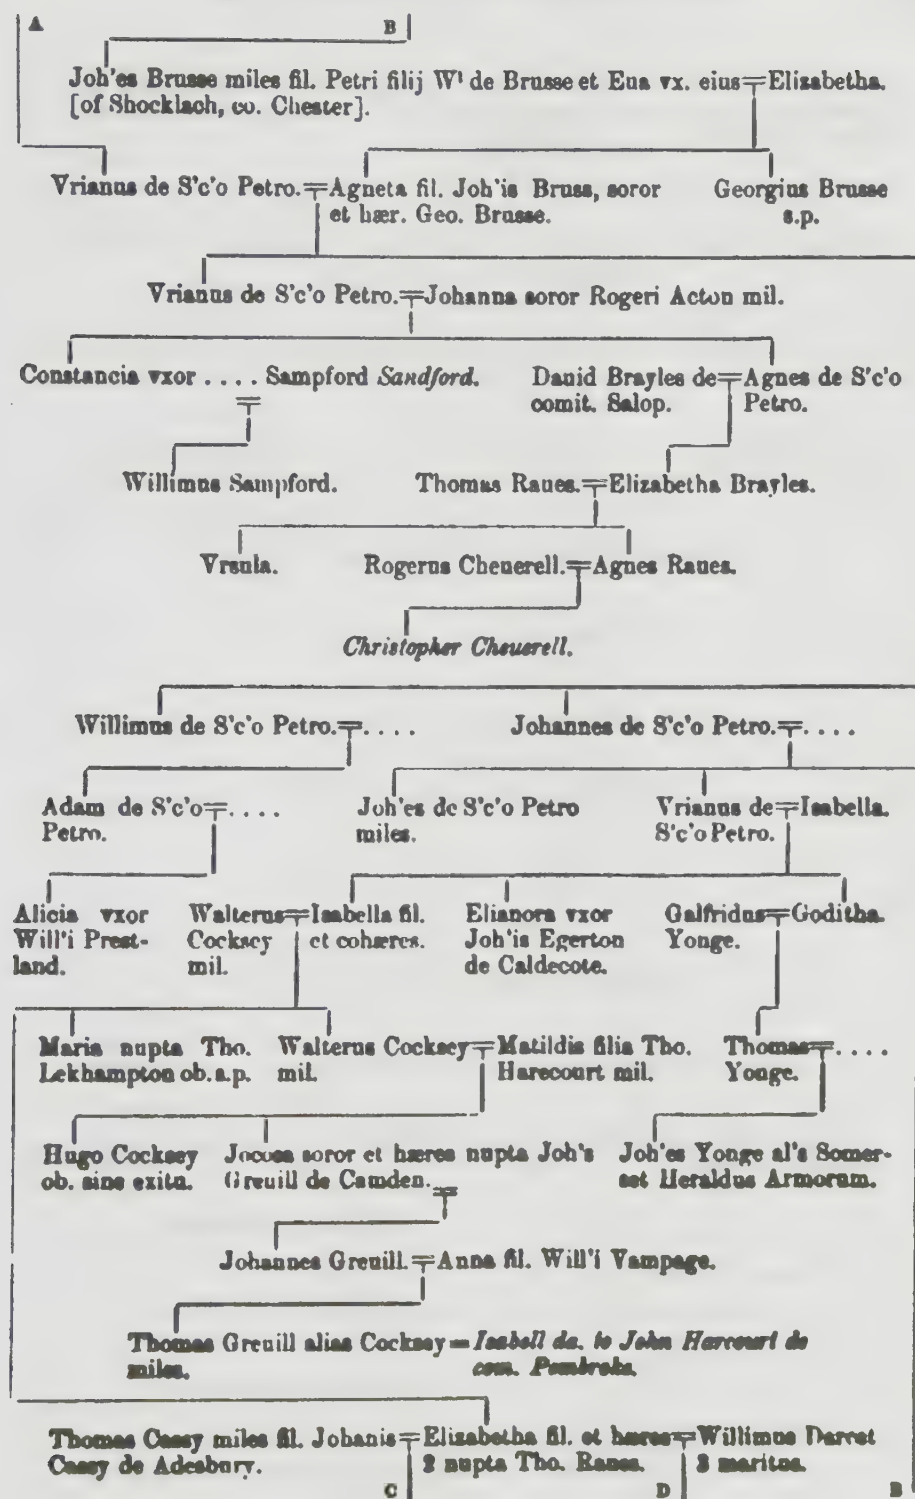 A B
Joh'es Brusse miles fil. Petri filij Wⁱ de Brusse et Eua vx. eius = Elizabetha.
[of Shocklach, co. Chester].
Vrianus de S'c'o Petro. = Agneta fil. Joh'is Bruss, soror Georgius Brusse
et hær. Geo. Brusse. s.p.
Vrianus de S'c'o Petro. = Johanna soror Rogeri Acton mil.
Constancia vxor . . . . Sampford Sandford. Dauid Brayles de = Agnes de S'c'o
comit. Salop. Petro.
Willimus Sampford. Thomas Raues. = Elizabetha Brayles.
Vrsula. Rogerus Cheuerell. = Agnes Raues.
Christopher Cheuerell.
Willimus de S'c'o Petro. = . . . . Johannes de S'c'o Petro. = . . . .
Adam de S'c'o = . . . . Joh'es de S'c'o Petro Vrianus de = Isabella.
Petro. miles. S'c'o Petro.
Alicia vxor Walterus = Isabella fil. Elianora vxor Galfridus = Goditha.
Will'i Prest- Cocksey et cohæres. Joh'is Egerton Yonge.
land. mil. de Caldecote.
Maria nupta Tho. Walterus Cocksey = Matildis filia Tho. Thomas = . . . .
Lekhampton ob.s.p. mil. Harecourt mil. Yonge.
Hugo Cocksey Jocosa soror et hæres nupta Joh's Joh'es Yonge al's Somer-
ob. sine exitu. Greuill de Camden. set Heraldus Armorum.
Johannes Greuill. = Anna fil. Will'i Vampage.
Thomas Greuill alias Cocksey = Isabell da. to John Harcourt de
miles. com. Pembroke.
Thomas Cassy miles fil. Johanis = Elizabetha fil. et hæres = Willimus
Cassy de Adesbury. 2 nupta Tho. Raues. 3 maritus.
C D B